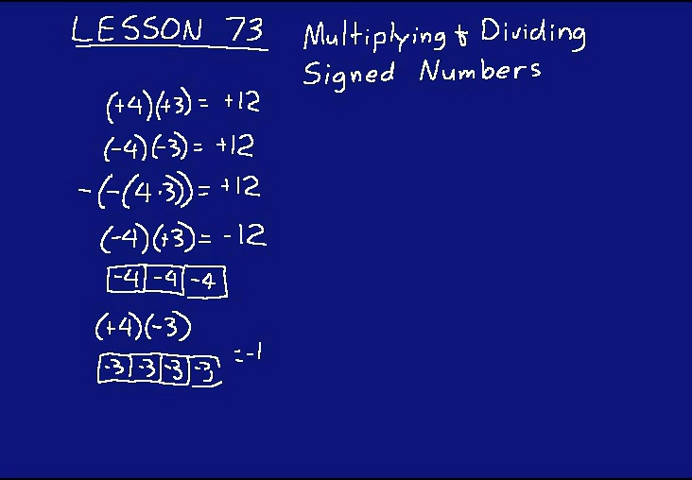 LESSON 73
Multiplying & Dividing
Signed Numbers
(+4)(+3) = +12
(-4)(-3) = +12
-(-(4·3)) = +12
(-4)(+3) = -12
-4 -4 -4
(+4)(-3)
-3 -3 -3 -3 = -1